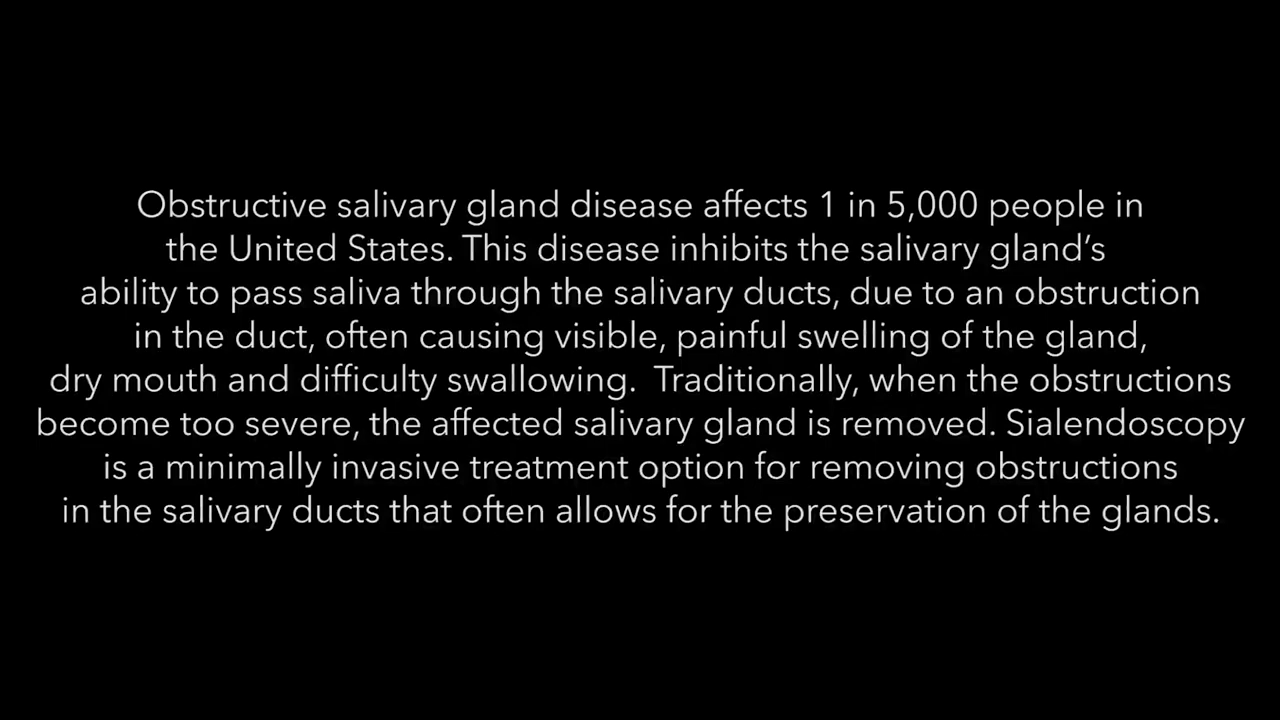 Obstructive salivary gland disease affects 1 in 5,000 people in
the United States. This disease inhibits the salivary gland’s
ability to pass saliva through the salivary ducts, due to an obstruction
in the duct, often causing visible, painful swelling of the gland,
dry mouth and difficulty swallowing.  Traditionally, when the obstructions
become too severe, the affected salivary gland is removed. Sialendoscopy
is a minimally invasive treatment option for removing obstructions
in the salivary ducts that often allows for the preservation of the glands.